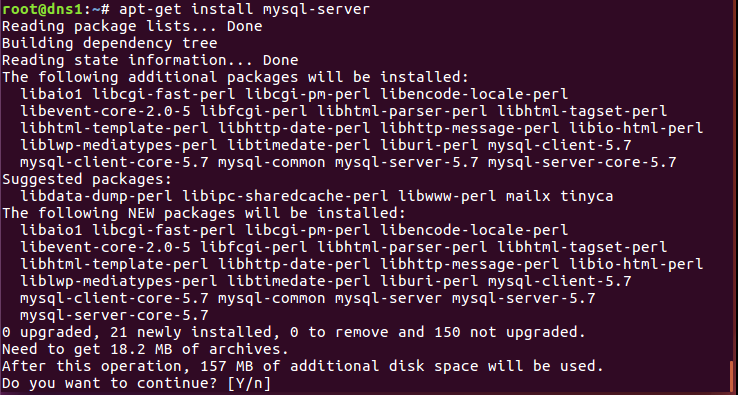 root@dns1:~# apt-get install mysql-server
Reading package lists... Done
Building dependency tree
Reading state information... Done
The following additional packages will be installed:
  libaio1 libcgi-fast-perl libcgi-pm-perl libencode-locale-perl
  libevent-core-2.0-5 libfcgi-perl libhtml-parser-perl libhtml-tagset-perl
  libhtml-template-perl libhttp-date-perl libhttp-message-perl libio-html-perl
  liblwp-mediatypes-perl libtimedate-perl liburi-perl mysql-client-5.7
  mysql-client-core-5.7 mysql-common mysql-server-5.7 mysql-server-core-5.7
Suggested packages:
  libdata-dump-perl libipc-sharedcache-perl libwww-perl mailx tinyca
The following NEW packages will be installed:
  libaio1 libcgi-fast-perl libcgi-pm-perl libencode-locale-perl
  libevent-core-2.0-5 libfcgi-perl libhtml-parser-perl libhtml-tagset-perl
  libhtml-template-perl libhttp-date-perl libhttp-message-perl libio-html-perl
  liblwp-mediatypes-perl libtimedate-perl liburi-perl mysql-client-5.7
  mysql-client-core-5.7 mysql-common mysql-server mysql-server-5.7
  mysql-server-core-5.7
0 upgraded, 21 newly installed, 0 to remove and 150 not upgraded.
Need to get 18.2 MB of archives.
After this operation, 157 MB of additional disk space will be used.
Do you want to continue? [Y/n]